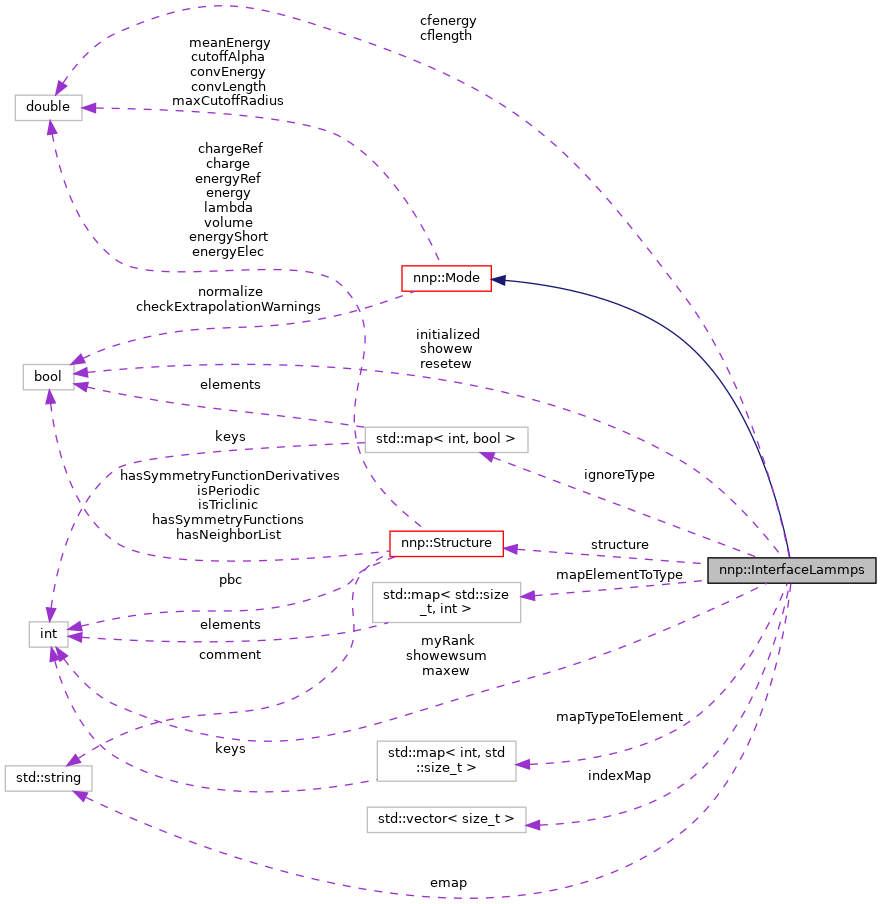 cfenergy
cflength
meanEnergy
cutoffAlpha
convEnergy
convLength
maxCutoffRadius
double
chargeRef
charge
energyRef
energy
lambda
volume
energyShort
energyElec
nnp::Mode
normalize
checkExtrapolationWarnings
initialized
showew
resetew
bool
elements
keys
std::map< int, bool >
ignoreType
hasSymmetryFunctionDerivatives
isPeriodic
isTriclinic
hasSymmetryFunctions
hasNeighborList
nnp::Structure
structure
nnp::InterfaceLammps
pbc
mapElementToType
std::map< std::size
_t, int >
elements
int
comment
myRank
showewsum
maxew
mapTypeToElement
keys
std::map< int, std
::size_t >
std::string
indexMap
std::vector< size_t >
emap